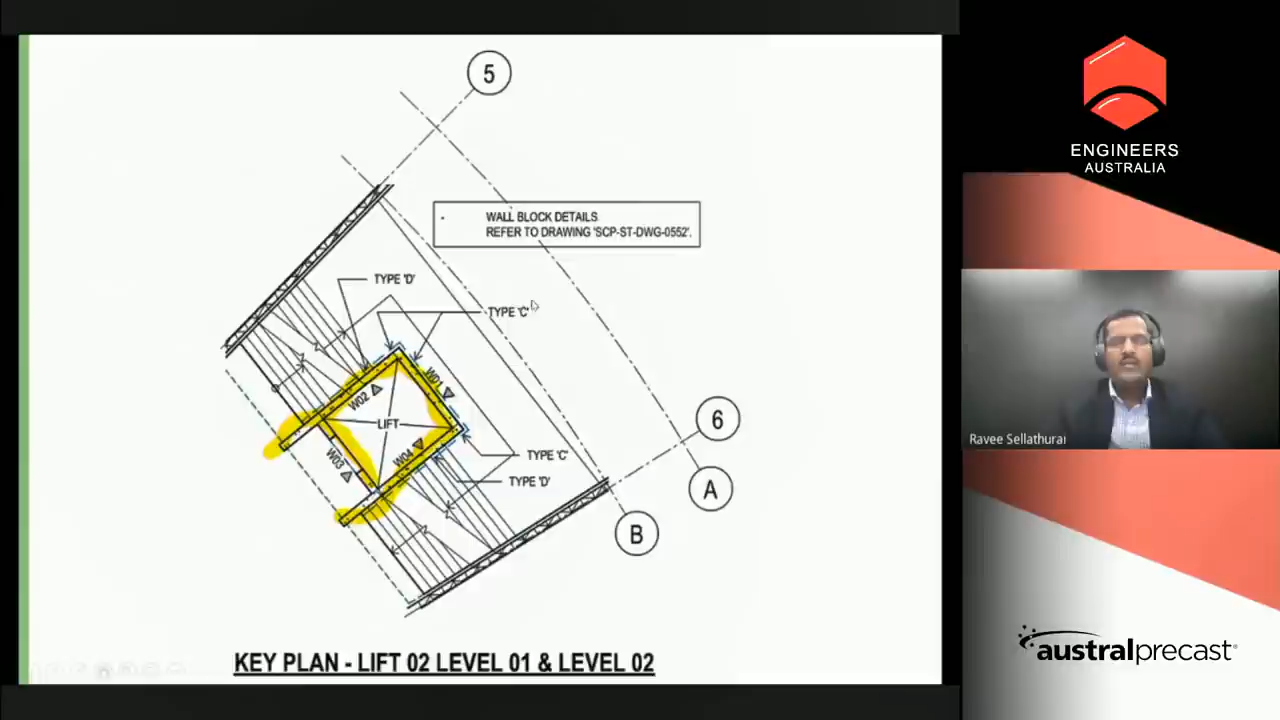 5
WALL BLOCK DETAILS
REFER TO DRAWING 'SCP-ST-DWG-0552'.
TYPE 'D'
TYPE 'C'
W01
W02
LIFT
W04
W03
TYPE 'C'
TYPE 'D'
6
A
B
KEY PLAN - LIFT 02 LEVEL 01 & LEVEL 02
ENGINEERS
AUSTRALIA
Ravee Sellathurai
australprecast